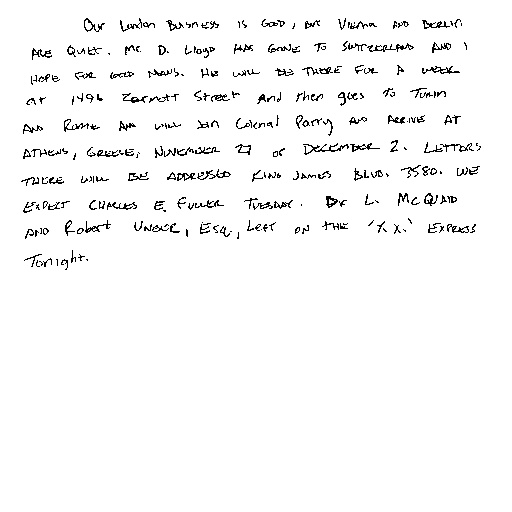 Our London Business is GOOD, but VIENNA AND BERLIN
ARE QUIET. Mr. D. Lloyd HAS GONE TO SWITZERLAND AND I
HOPE FOR GOOD NEWS. HE WILL BE THERE FOR A WEEK
at 1496 Zermott Street And then goes TO TURIN
AND ROME AND WILL JOIN Colonel Parry AND ARRIVE AT
ATHENS, GREECE, NOVEMBER 27 or DECEMBER 2. LETTERS
THERE WILL BE ADDRESSED KING JAMES BLVD. 3580. WE
EXPECT CHARLES E. FULLER TUESDAY. Dr L. MCQUAID
AND Robert UNGER, ESQ., LEFT ON THE 'X.X.' EXPRESS
Tonight.